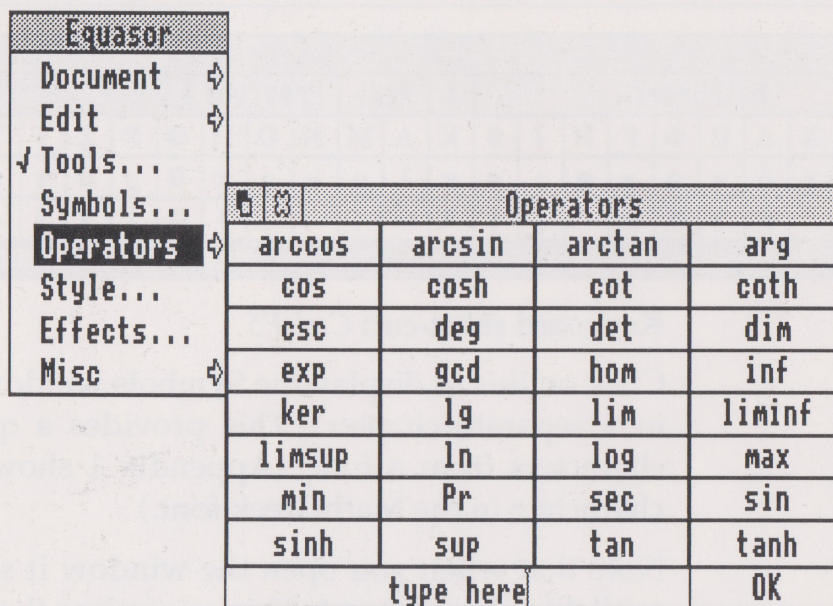 Equasor
Document
Edit
√ Tools...
Symbols...
Operators
Style...
Effects...
Misc
Operators
arccos arcsin arctan arg
cos cosh cot coth
csc deg det dim
exp gcd hom inf
ker lg lim liminf
limsup ln log max
min Pr sec sin
sinh sup tan tanh
type here OK